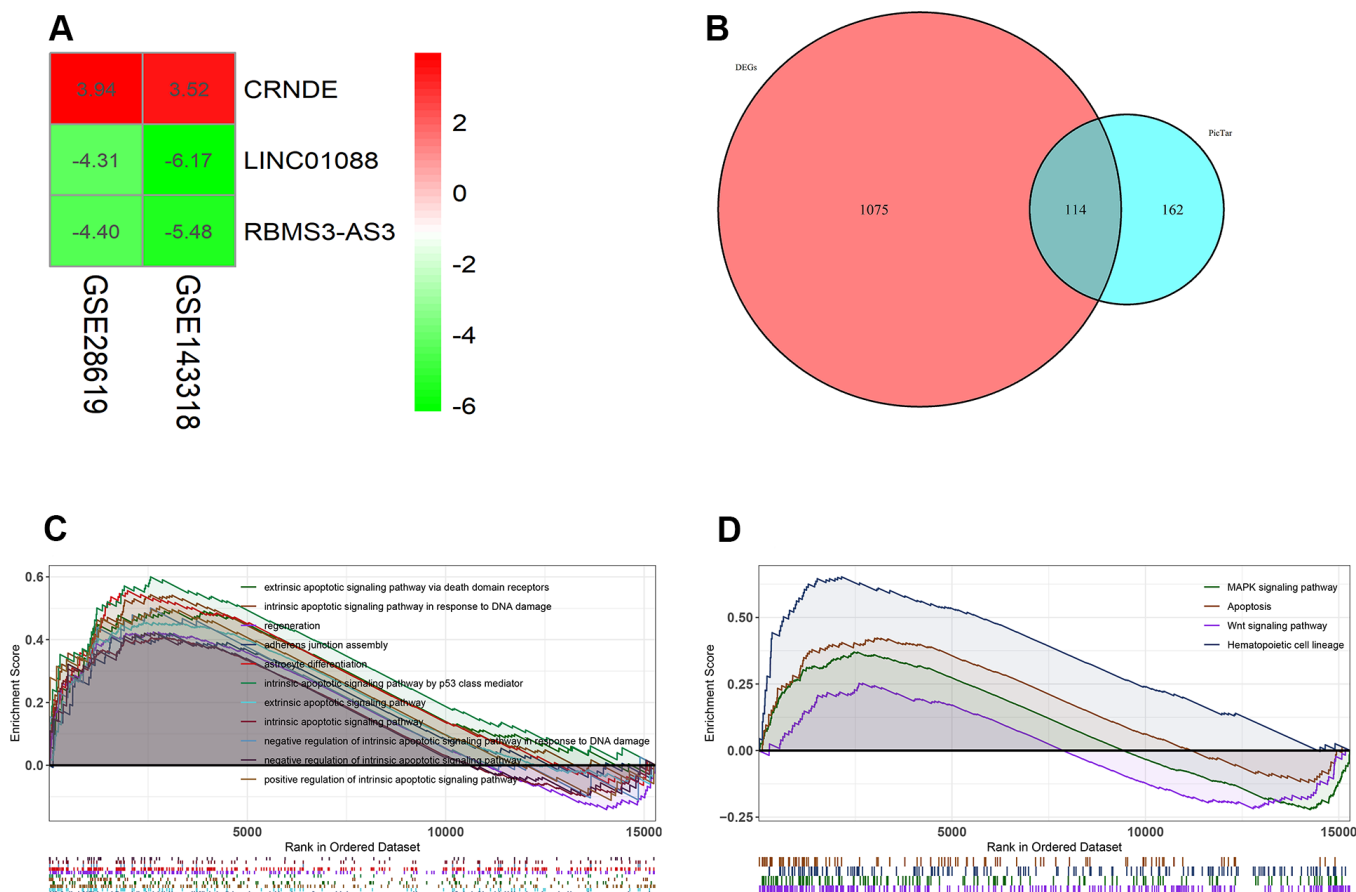 A
3.94
3.52
CRNDE
-4.31
-6.17
LINC01088
-4.40
-5.48
RBMS3-AS3
GSE28619
GSE143318
2
0
-2
-4
-6
B
DEGs
PicTar
1075
114
162
C
Enrichment Score
0.6
0.4
0.2
0.0
extrinsic apoptotic signaling pathway via death domain receptors
intrinsic apoptotic signaling pathway in response to DNA damage
regeneration
adherens junction assembly
astrocyte differentiation
intrinsic apoptotic signaling pathway by p53 class mediator
extrinsic apoptotic signaling pathway
intrinsic apoptotic signaling pathway
negative regulation of intrinsic apoptotic signaling pathway in response to DNA damage
negative regulation of intrinsic apoptotic signaling pathway
positive regulation of intrinsic apoptotic signaling pathway
5000
10000
15000
Rank in Ordered Dataset
D
Enrichment Score
0.50
0.25
0.00
-0.25
MAPK signaling pathway
Apoptosis
Wnt signaling pathway
Hematopoietic cell lineage
5000
10000
15000
Rank in Ordered Dataset